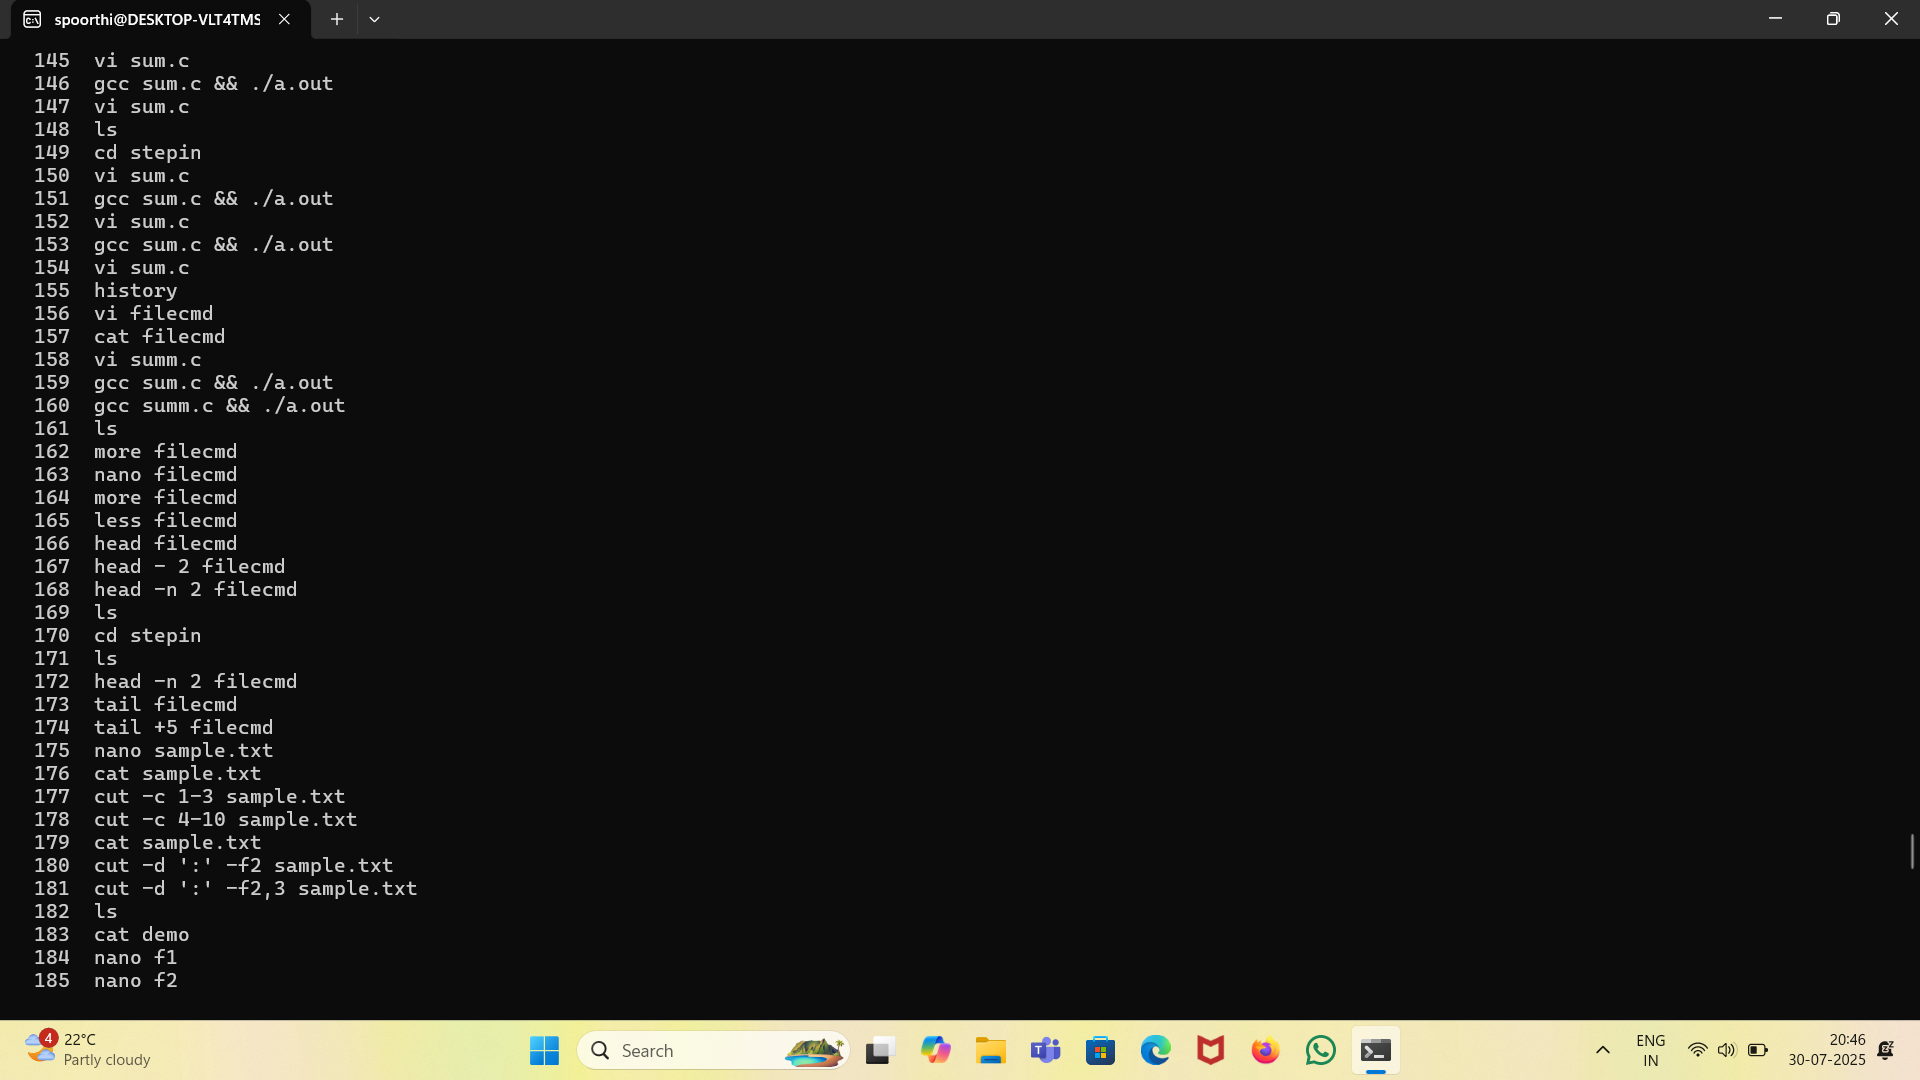 spoorthi@DESKTOP-VLT4TMS
145 vi sum.c
146 gcc sum.c && ./a.out
147 vi sum.c
148 ls
149 cd stepin
150 vi sum.c
151 gcc sum.c && ./a.out
152 vi sum.c
153 gcc sum.c && ./a.out
154 vi sum.c
155 history
156 vi filecmd
157 cat filecmd
158 vi summ.c
159 gcc sum.c && ./a.out
160 gcc summ.c && ./a.out
161 ls
162 more filecmd
163 nano filecmd
164 more filecmd
165 less filecmd
166 head filecmd
167 head - 2 filecmd
168 head -n 2 filecmd
169 ls
170 cd stepin
171 ls
172 head -n 2 filecmd
173 tail filecmd
174 tail +5 filecmd
175 nano sample.txt
176 cat sample.txt
177 cut -c 1-3 sample.txt
178 cut -c 4-10 sample.txt
179 cat sample.txt
180 cut -d ':' -f2 sample.txt
181 cut -d ':' -f2,3 sample.txt
182 ls
183 cat demo
184 nano f1
185 nano f2
4
22°C
Partly cloudy
Search
ENG
IN
20:46
30-07-2025